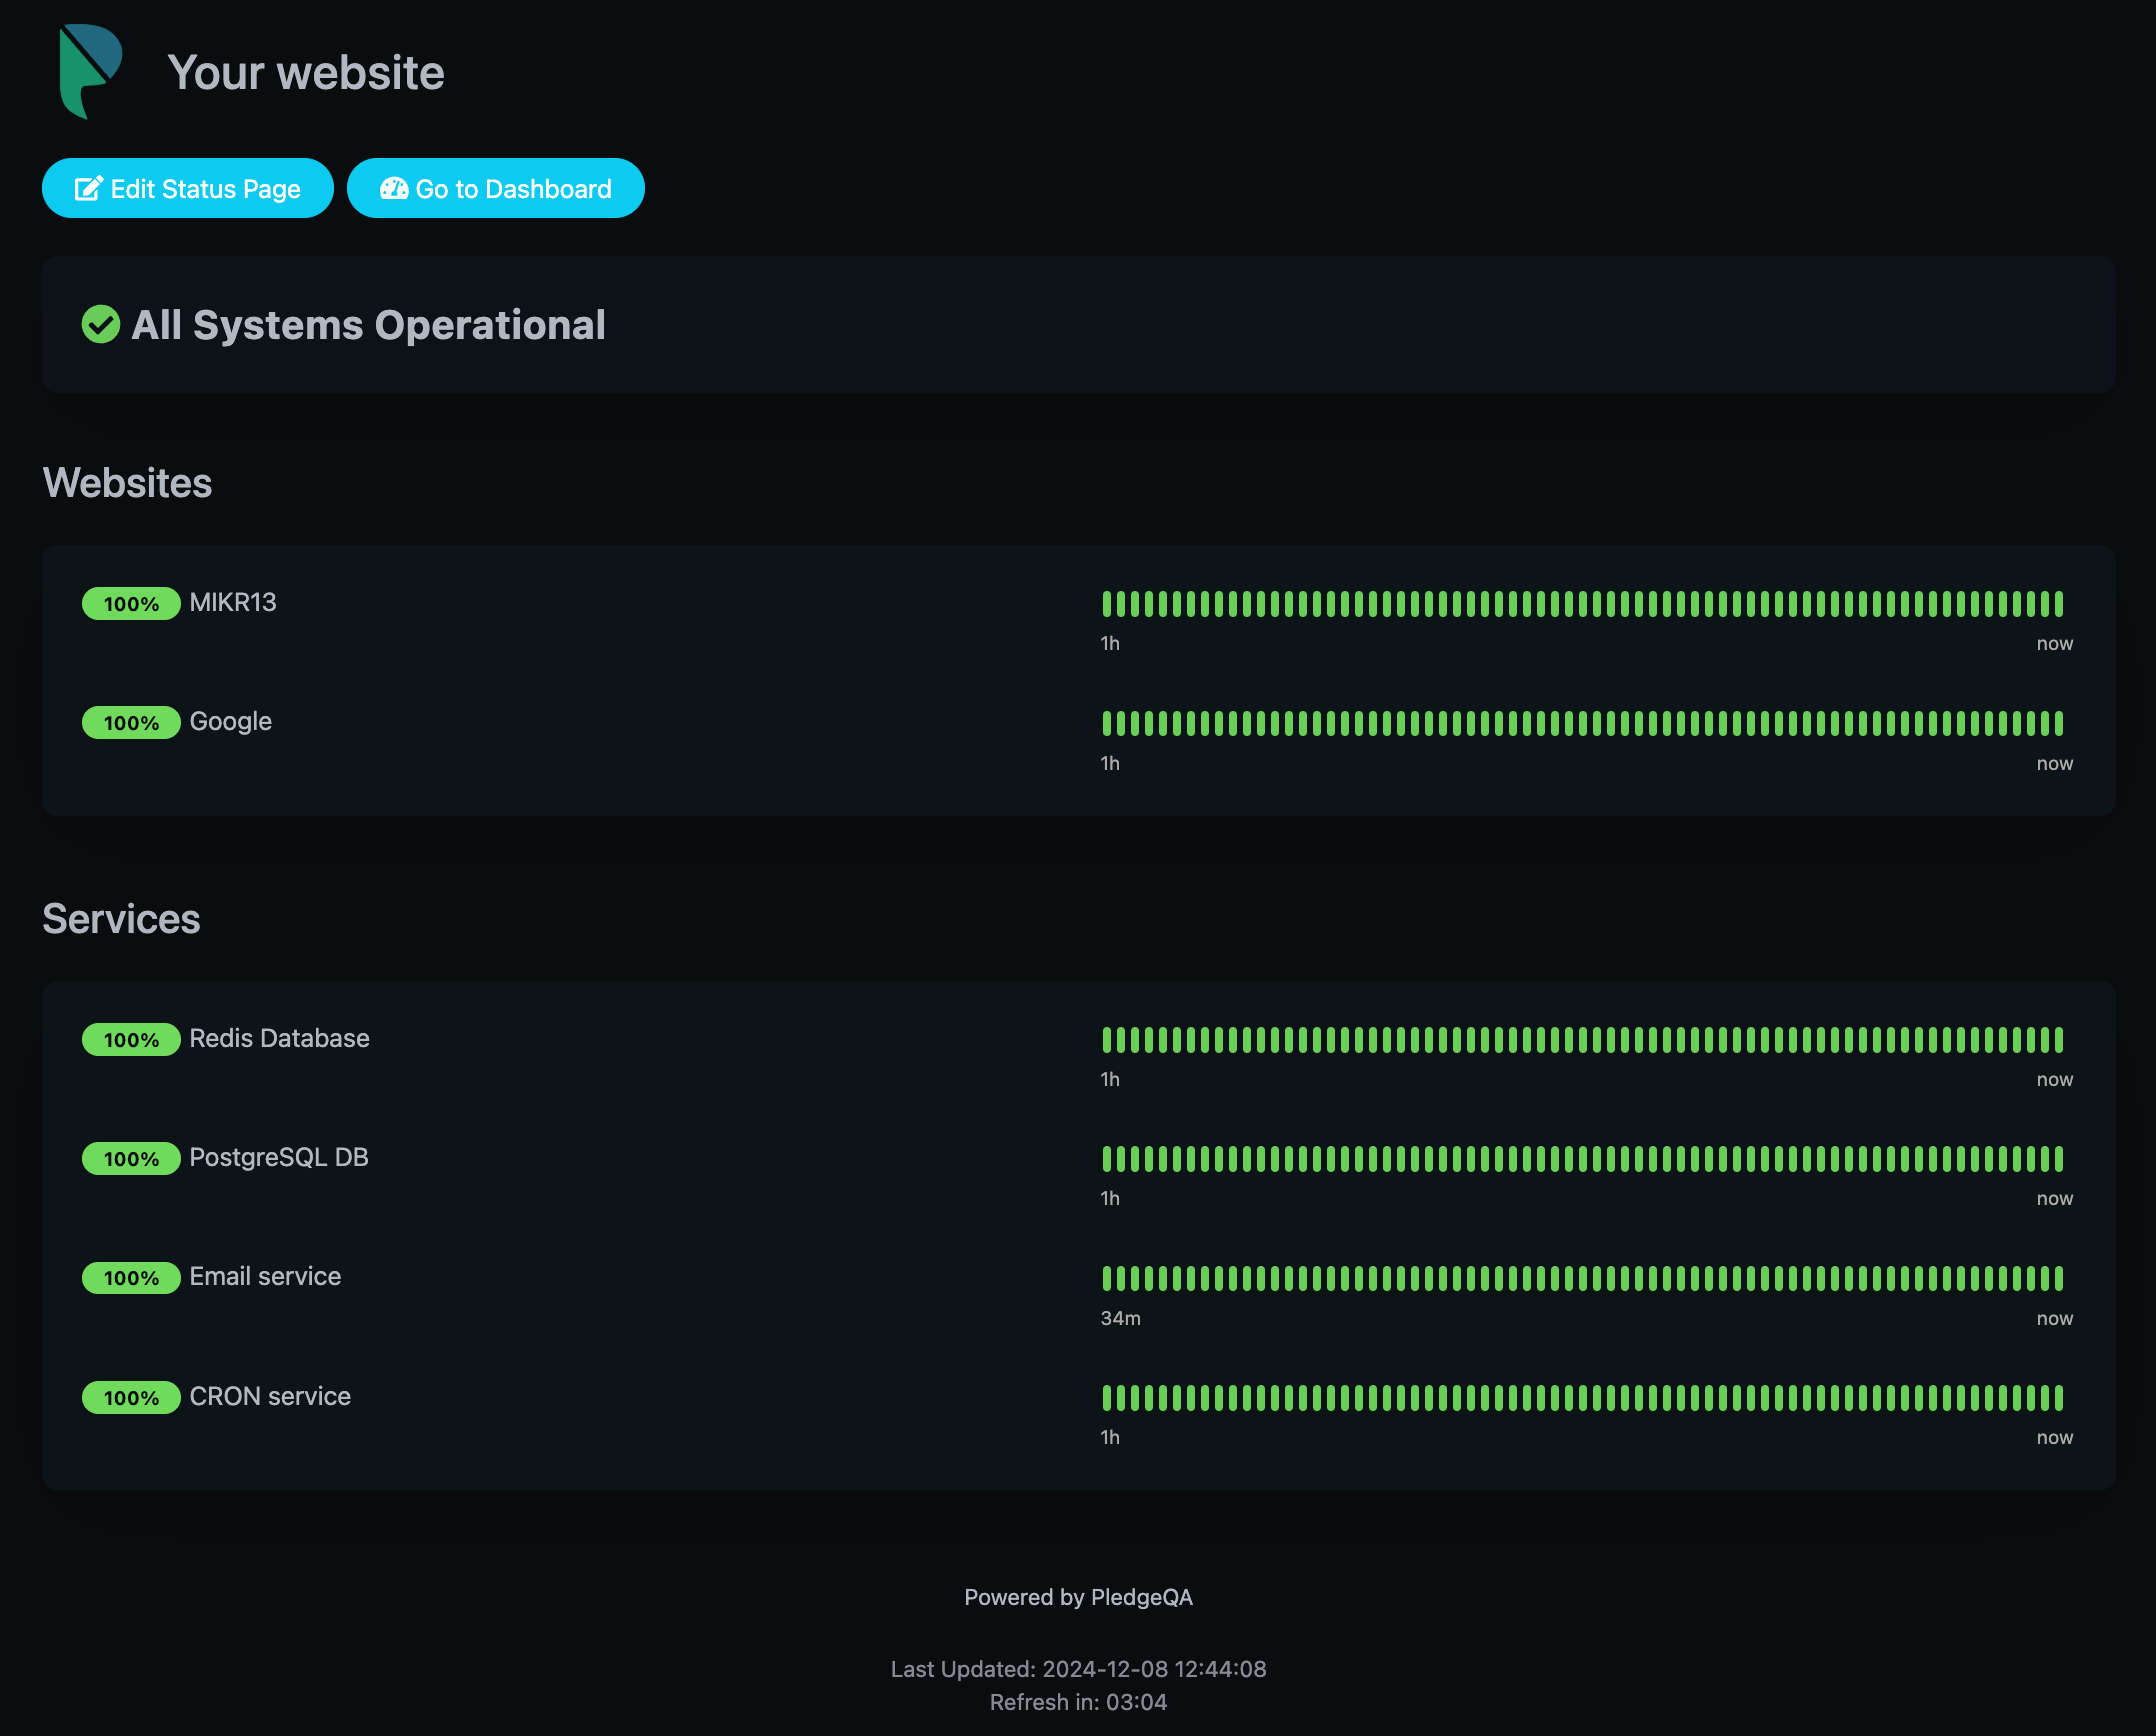 Your website
Edit Status Page
Go to Dashboard
All Systems Operational
Websites
100% MIKR13
1h now
100% Google
1h now
Services
100% Redis Database
1h now
100% PostgreSQL DB
1h now
100% Email service
34m now
100% CRON service
1h now
Powered by PledgeQA
Last Updated: 2024-12-08 12:44:08
Refresh in: 03:04